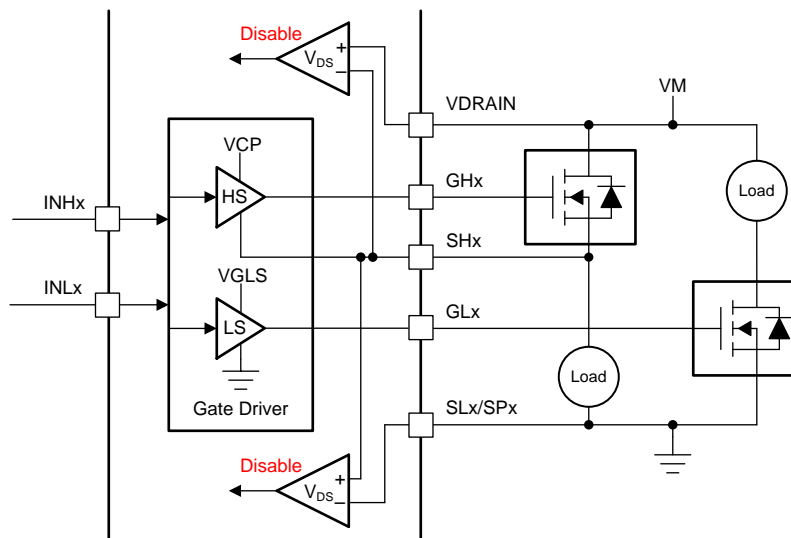 Disable
VDS
+
−
VDRAIN
VM
VCP
HS
GHx
Load
INHx
SHx
VGLS
INLx
LS
GLx
Load
Gate Driver
SLx/SPx
Disable
VDS
+
−